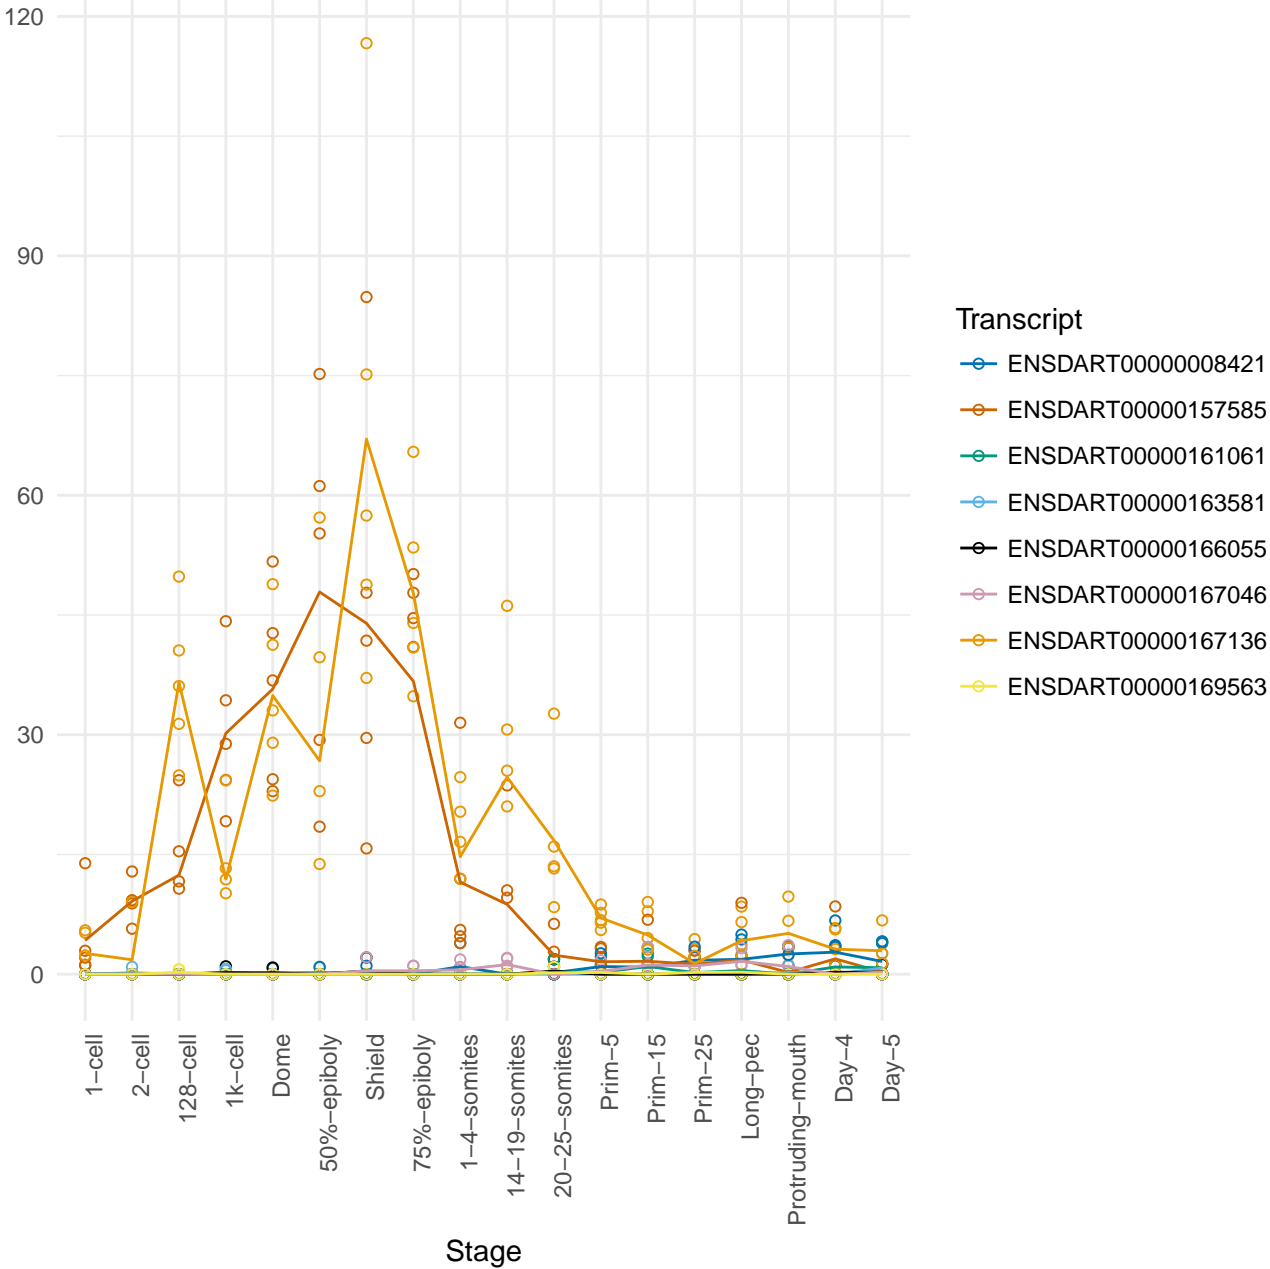 120
90
60
30
0
1−cell
2−cell
128−cell
1k−cell
Dome
50%−epiboly
Shield
75%−epiboly
1−4−somites
14−19−somites
20−25−somites
Prim−5
Prim−15
Prim−25
Long−pec
Protruding−mouth
Day−4
Day−5
Stage
Transcript
ENSDART00000008421
ENSDART00000157585
ENSDART00000161061
ENSDART00000163581
ENSDART00000166055
ENSDART00000167046
ENSDART00000167136
ENSDART00000169563